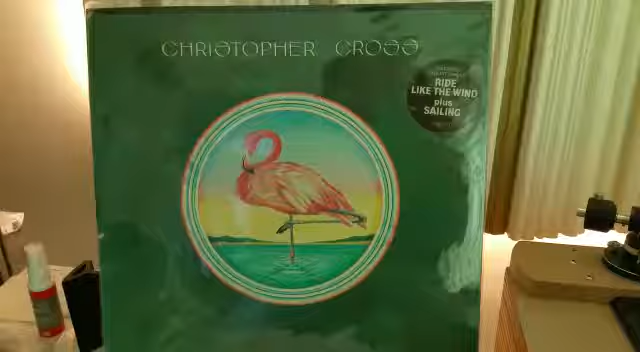 CHRISTOPHER CROSS
RIDE
LIKE THE WIND
plus
SAILING